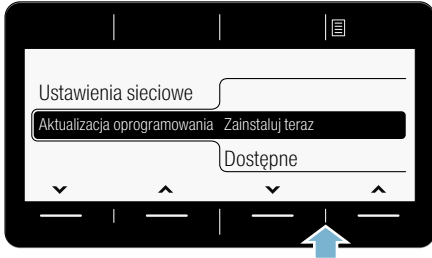 Ustawienia sieciowe
Aktualizacja oprogramowania Zainstaluj teraz
Dostępne